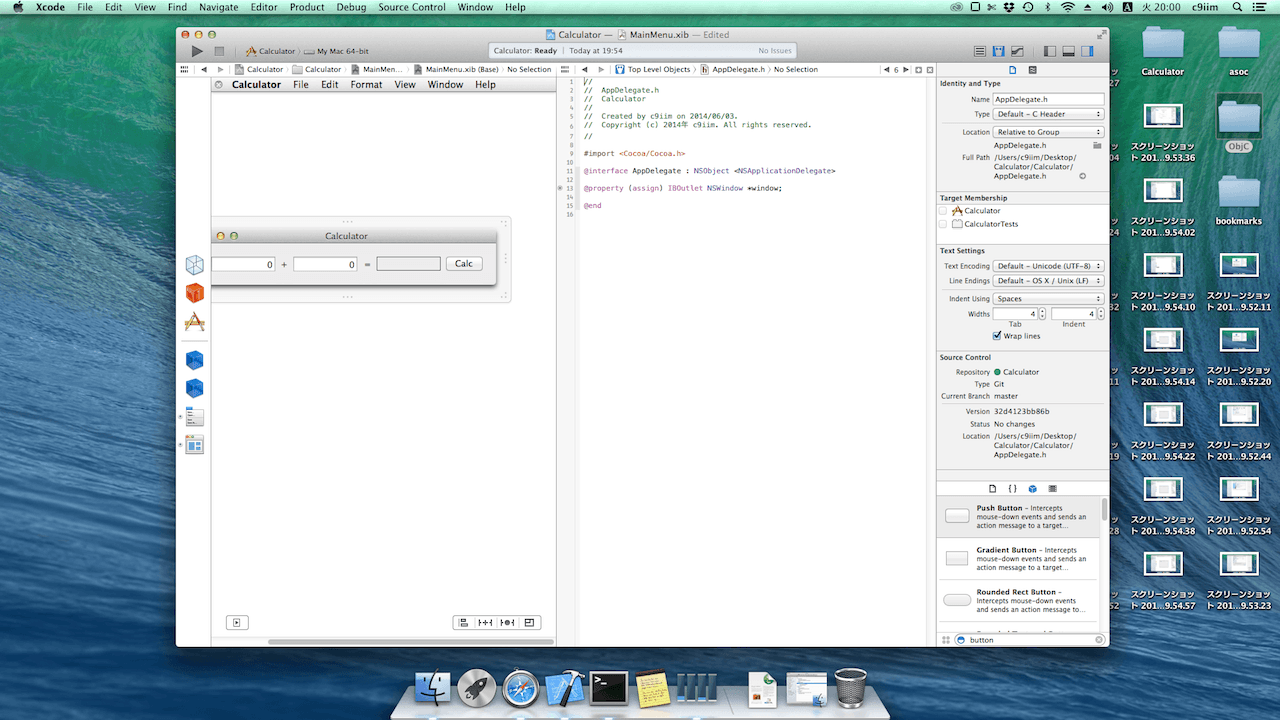 Xcode File Edit View Find Navigate Editor Product Debug Source Control Window Help
A 火 20:00 c9iim
Calculator — MainMenu.xib — Edited
Calculator My Mac 64-bit
Calculator: Ready | Today at 19:54 No Issues
Calculator Calculator MainMen... MainMenu.xib (Base) No Selection
Top Level Objects AppDelegate.h No Selection
6
Calculator File Edit Format View Window Help
Calculator
0 + 0 = Calc
1 //
2 // AppDelegate.h
3 // Calculator
4 //
5 // Created by c9iim on 2014/06/03.
6 // Copyright (c) 2014年 c9iim. All rights reserved.
7 //
8
9 #import <Cocoa/Cocoa.h>
10
11 @interface AppDelegate : NSObject <NSApplicationDelegate>
12
13 @property (assign) IBOutlet NSWindow *window;
14
15 @end
16
Identity and Type
Name AppDelegate.h
Type Default - C Header
Location Relative to Group
AppDelegate.h
Full Path /Users/c9iim/Desktop/
Calculator/Calculator/
AppDelegate.h
Target Membership
Calculator
CalculatorTests
Text Settings
Text Encoding Default - Unicode (UTF-8)
Line Endings Default - OS X / Unix (LF)
Indent Using Spaces
Widths 4 4
Tab Indent
Wrap lines
Source Control
Repository Calculator
Type Git
Current Branch master
Version 32d4123bb86b
Status No changes
Location /Users/c9iim/Desktop/
Calculator/Calculator/
AppDelegate.h
{ }
Push Button - Intercepts
mouse-down events and sends an
action message to a target...
Gradient Button - Intercepts
mouse-down events and sends an
action message to a target...
Rounded Rect Button -
Intercepts mouse-down events
and sends an action message to...
button
Calculator
asoc
スクリーンショッ
ト 201...9.53.36
ObjC
スクリーンショッ
ト 201...9.54.02
bookmarks
スクリーンショッ
ト 201...9.54.10
スクリーンショッ
ト 201...9.52.11
スクリーンショッ
ト 201...9.54.14
スクリーンショッ
ト 201...9.52.20
スクリーンショッ
ト 201...9.54.22
スクリーンショッ
ト 201...9.52.44
スクリーンショッ
ト 201...9.54.38
スクリーンショッ
ト 201...9.52.54
スクリーンショッ
ト 201...9.54.57
スクリーンショッ
ト 201...9.53.23